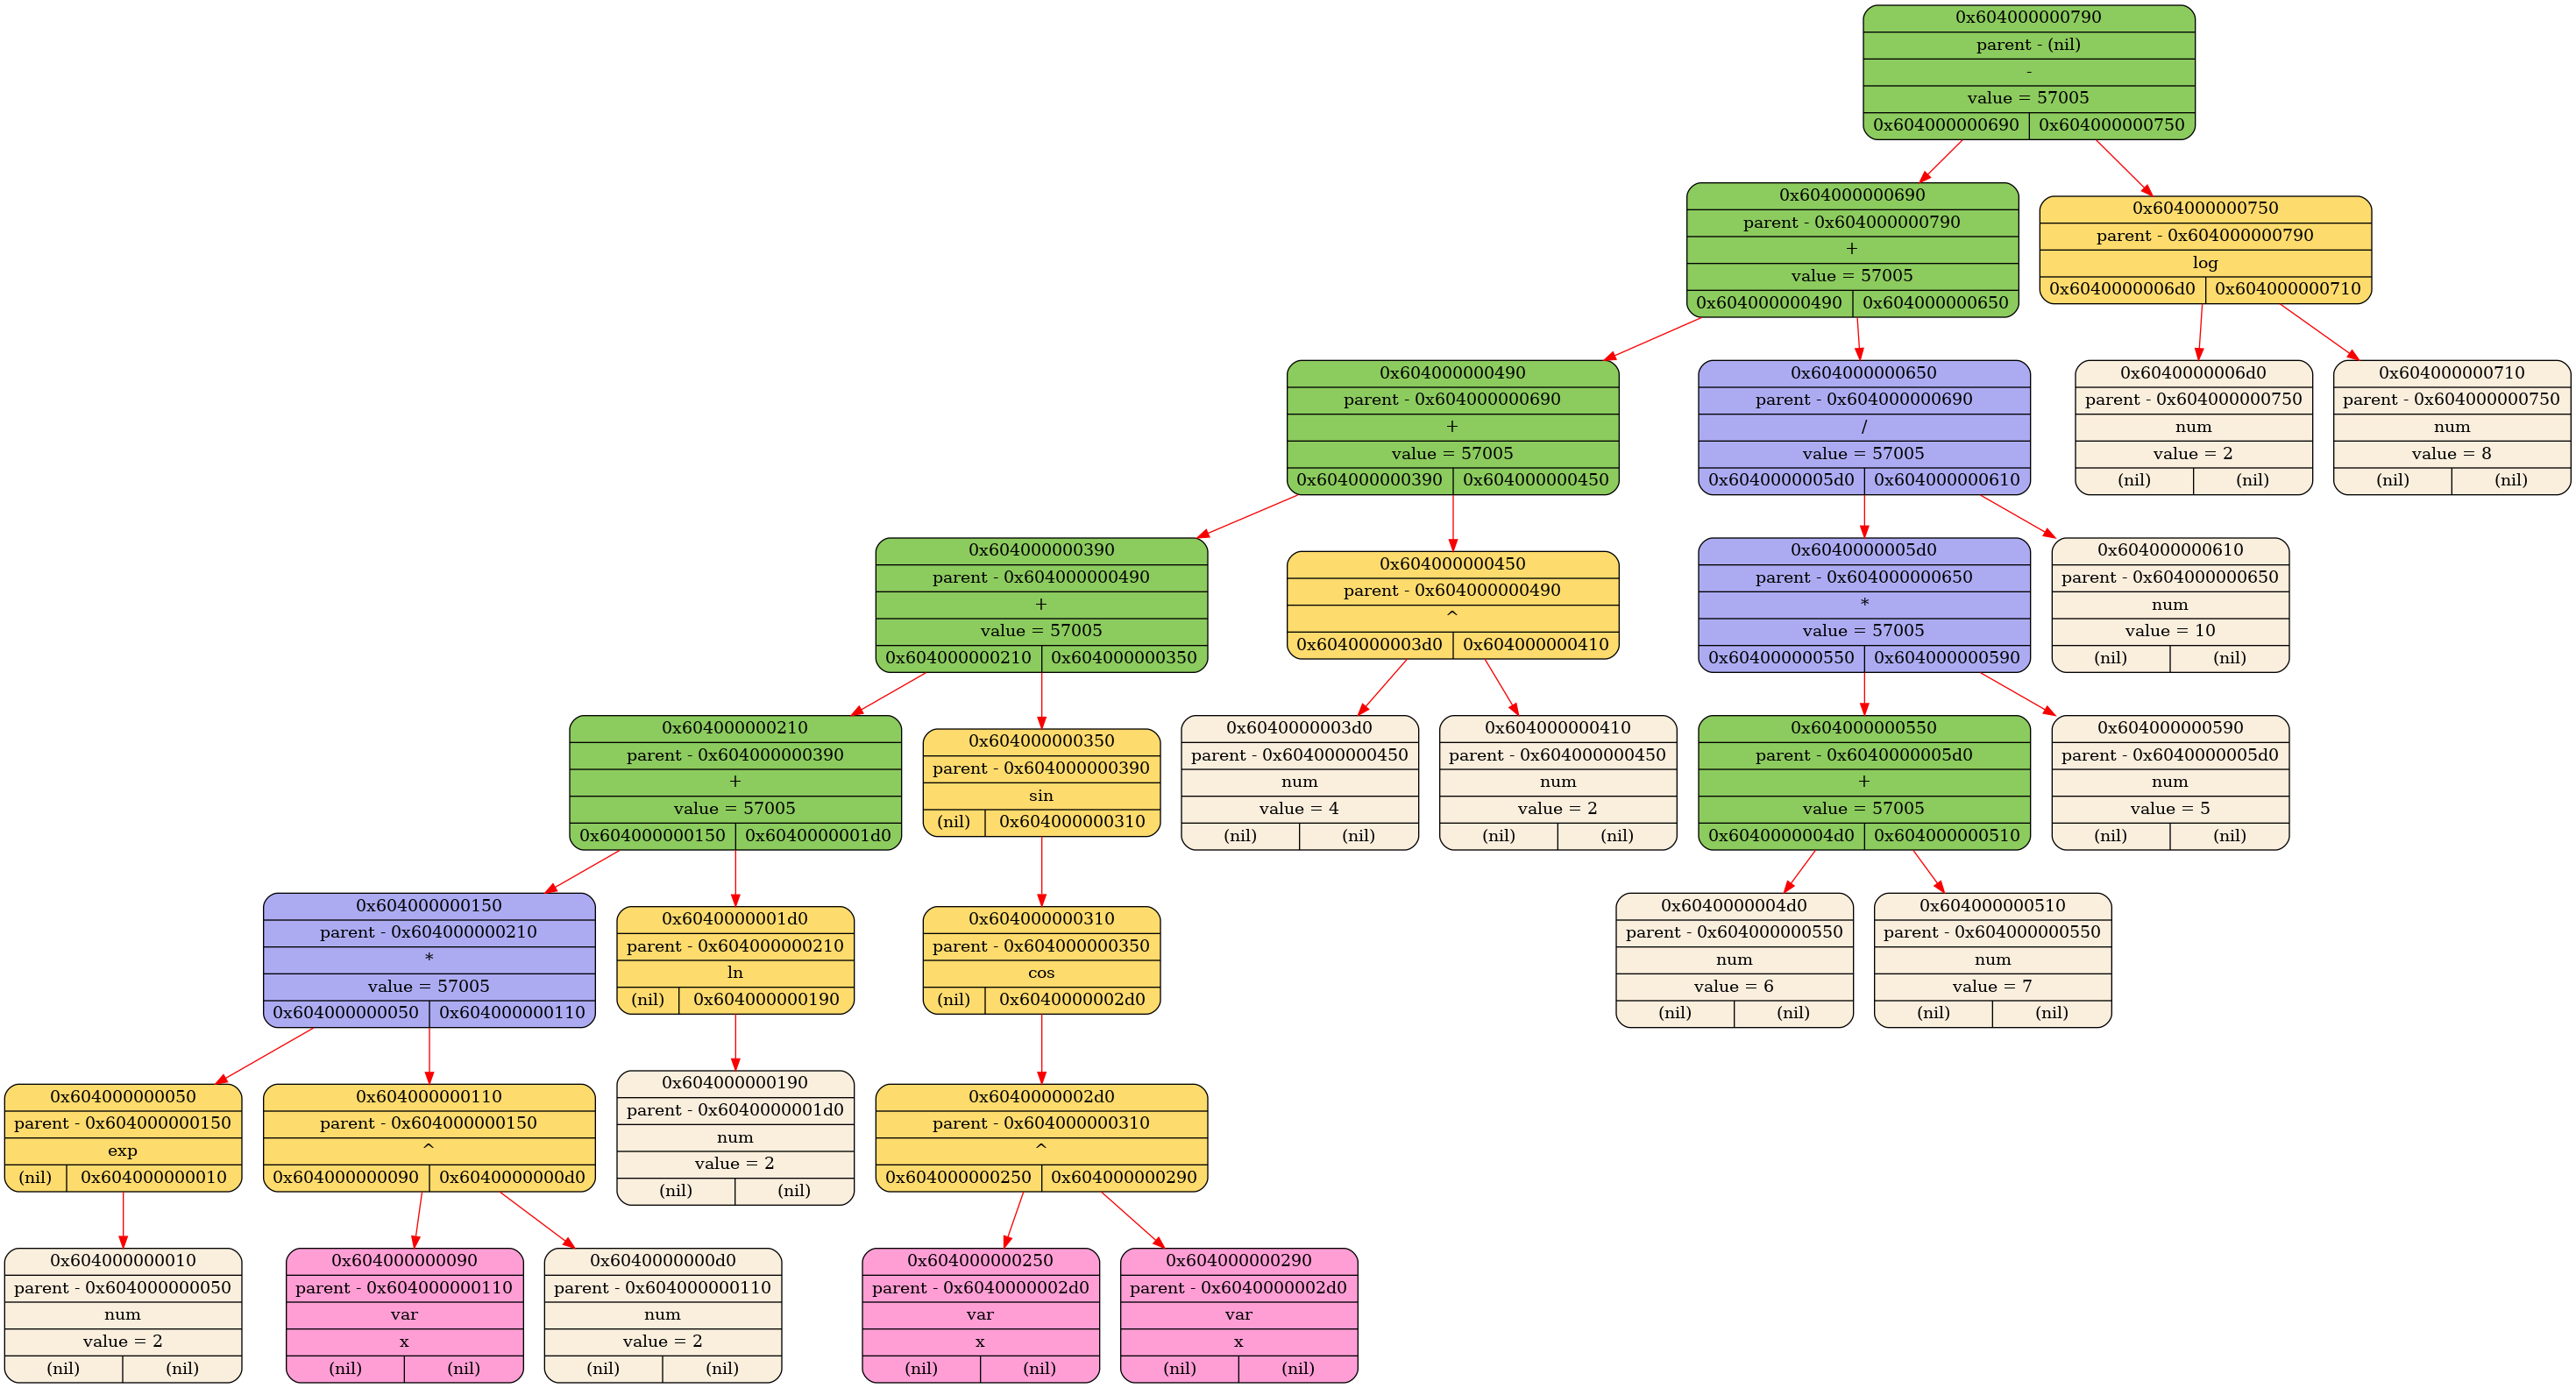 0x604000000790
parent - (nil)
-
value = 57005
0x604000000690 0x604000000750
0x604000000690
parent - 0x604000000790
+
value = 57005
0x604000000490 0x604000000650
0x604000000750
parent - 0x604000000790
log
0x6040000006d0 0x604000000710
0x604000000490
parent - 0x604000000690
+
value = 57005
0x604000000390 0x604000000450
0x604000000650
parent - 0x604000000690
/
value = 57005
0x6040000005d0 0x604000000610
0x6040000006d0
parent - 0x604000000750
num
value = 2
(nil) (nil)
0x604000000710
parent - 0x604000000750
num
value = 8
(nil) (nil)
0x604000000390
parent - 0x604000000490
+
value = 57005
0x604000000210 0x604000000350
0x604000000450
parent - 0x604000000490
^
0x6040000003d0 0x604000000410
0x6040000005d0
parent - 0x604000000650
*
value = 57005
0x604000000550 0x604000000590
0x604000000610
parent - 0x604000000650
num
value = 10
(nil) (nil)
0x604000000210
parent - 0x604000000390
+
value = 57005
0x604000000150 0x6040000001d0
0x604000000350
parent - 0x604000000390
sin
(nil) 0x604000000310
0x6040000003d0
parent - 0x604000000450
num
value = 4
(nil) (nil)
0x604000000410
parent - 0x604000000450
num
value = 2
(nil) (nil)
0x604000000550
parent - 0x6040000005d0
+
value = 57005
0x6040000004d0 0x604000000510
0x604000000590
parent - 0x6040000005d0
num
value = 5
(nil) (nil)
0x604000000150
parent - 0x604000000210
*
value = 57005
0x604000000050 0x604000000110
0x6040000001d0
parent - 0x604000000210
ln
(nil) 0x604000000190
0x604000000310
parent - 0x604000000350
cos
(nil) 0x6040000002d0
0x6040000004d0
parent - 0x604000000550
num
value = 6
(nil) (nil)
0x604000000510
parent - 0x604000000550
num
value = 7
(nil) (nil)
0x604000000050
parent - 0x604000000150
exp
(nil) 0x604000000010
0x604000000110
parent - 0x604000000150
^
0x604000000090 0x6040000000d0
0x604000000190
parent - 0x6040000001d0
num
value = 2
(nil) (nil)
0x6040000002d0
parent - 0x604000000310
^
0x604000000250 0x604000000290
0x604000000010
parent - 0x604000000050
num
value = 2
(nil) (nil)
0x604000000090
parent - 0x604000000110
var
x
(nil) (nil)
0x6040000000d0
parent - 0x604000000110
num
value = 2
(nil) (nil)
0x604000000250
parent - 0x6040000002d0
var
x
(nil) (nil)
0x604000000290
parent - 0x6040000002d0
var
x
(nil) (nil)